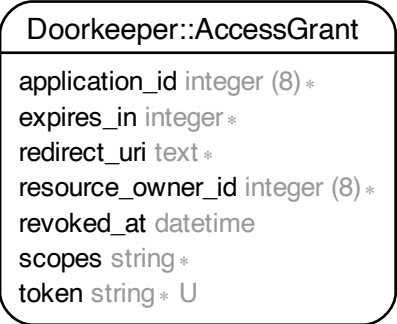 Doorkeeper::AccessGrant
application_id integer (8) *
expires_in integer *
redirect_uri text *
resource_owner_id integer (8) *
revoked_at datetime
scopes string *
token string * U